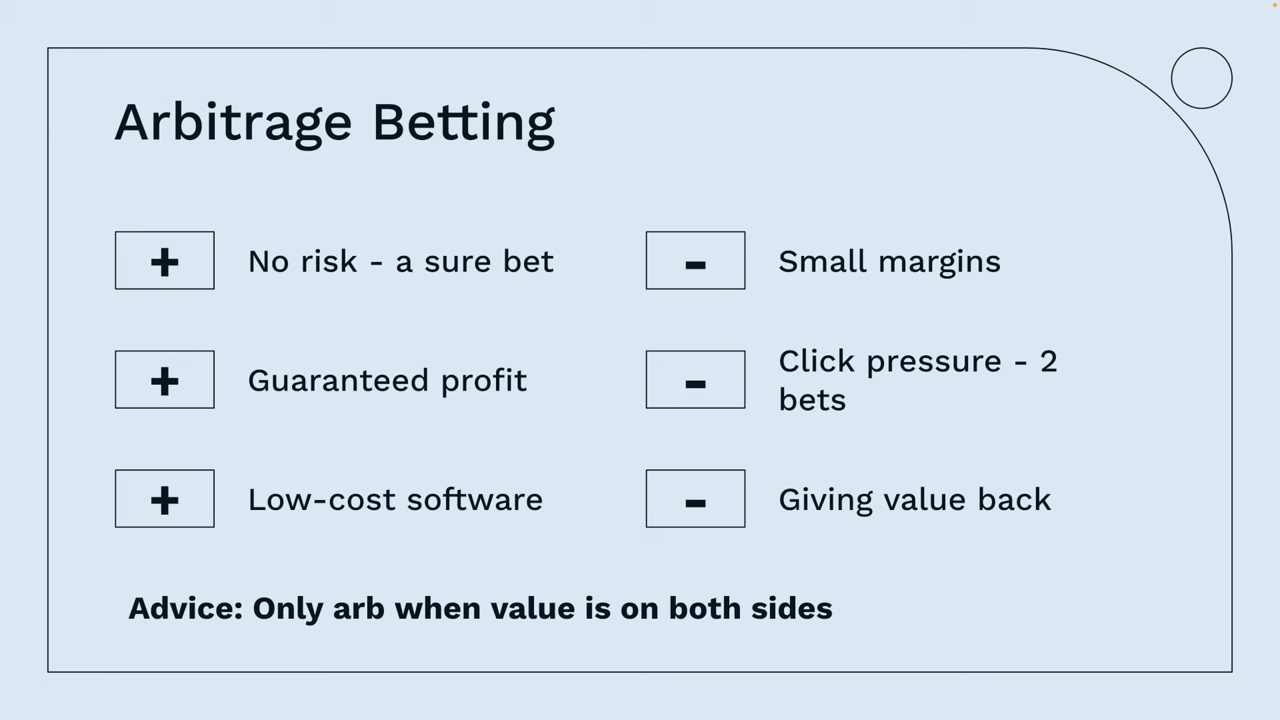 Arbitrage Betting
+ No risk - a sure bet
- Small margins
+ Guaranteed profit
- Click pressure - 2
bets
+ Low-cost software
- Giving value back
Advice: Only arb when value is on both sides